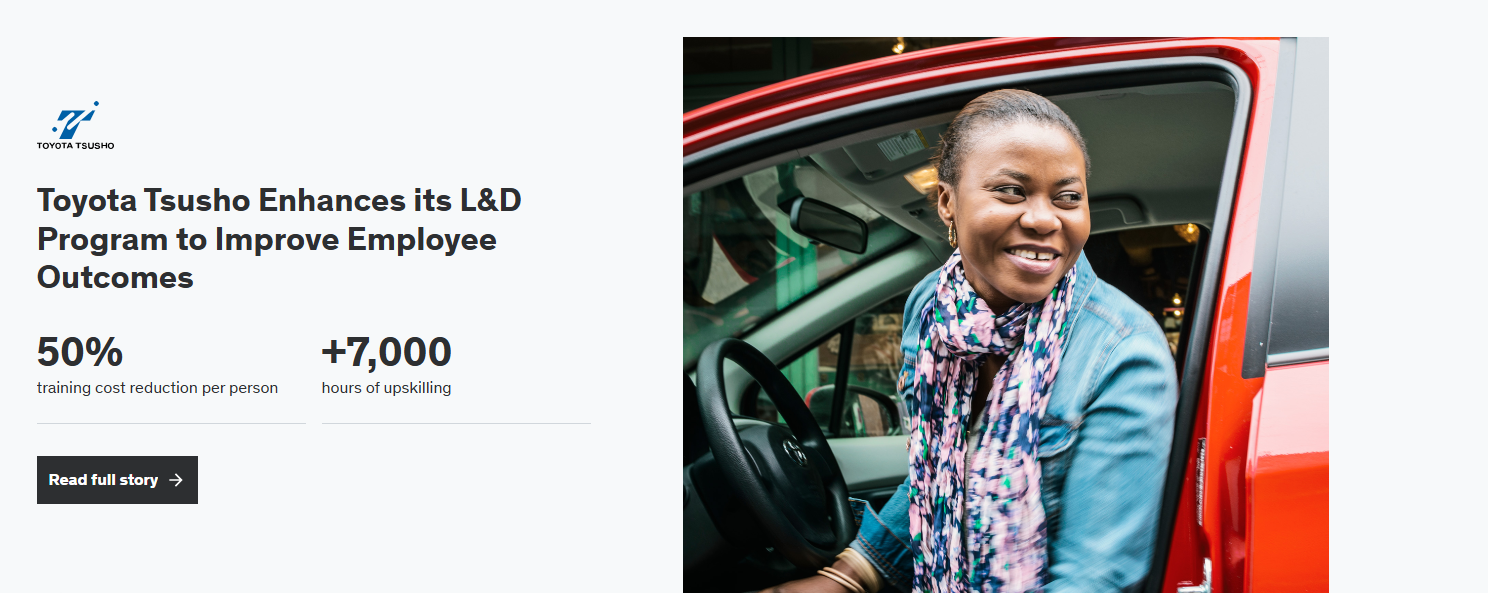 TOYOTA TSUSHO
Toyota Tsusho Enhances its L&D
Program to Improve Employee
Outcomes
50%
training cost reduction per person
+7,000
hours of upskilling
Read full story